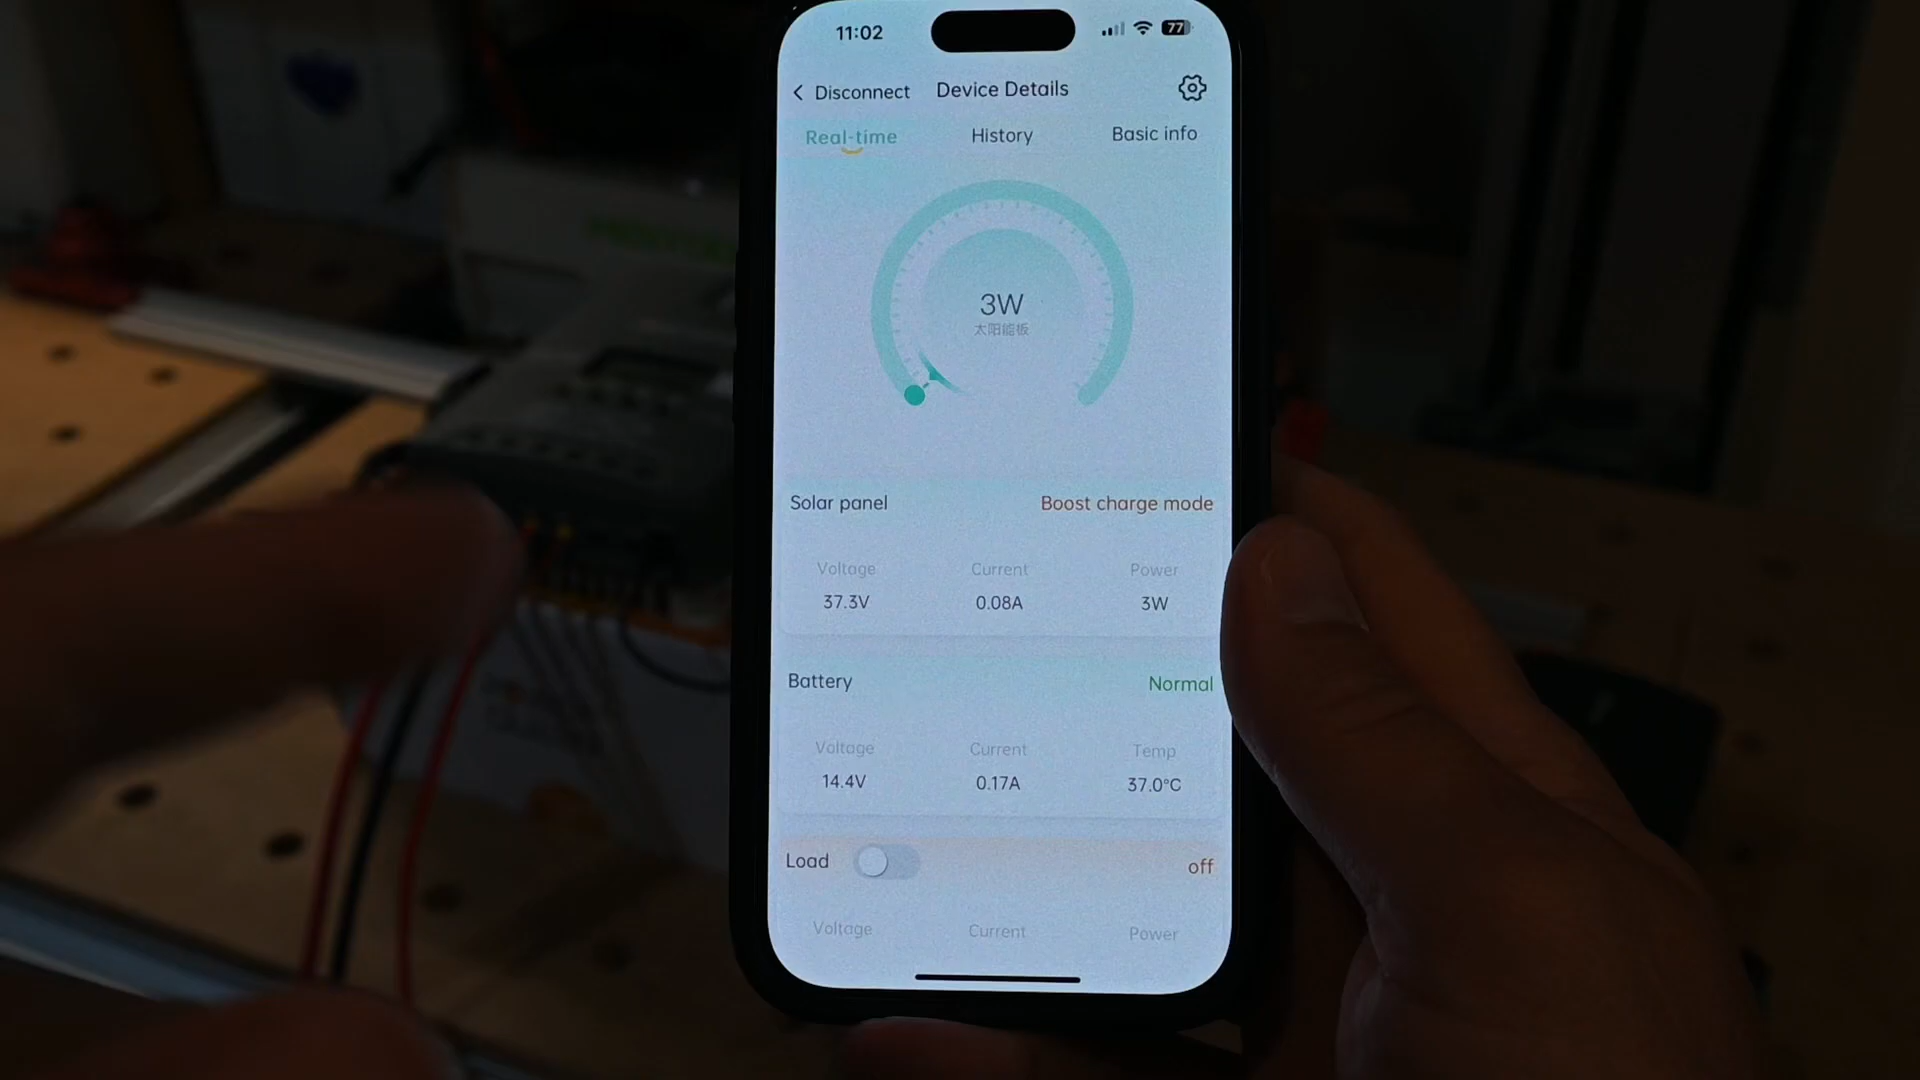 11:02
77
Disconnect
Device Details
Real-time
History
Basic info
3W
太阳能板
Solar panel
Boost charge mode
Voltage
Current
Power
37.3V
0.08A
3W
Battery
Normal
Voltage
Current
Temp
14.4V
0.17A
37.0°C
Load
off
Voltage
Current
Power